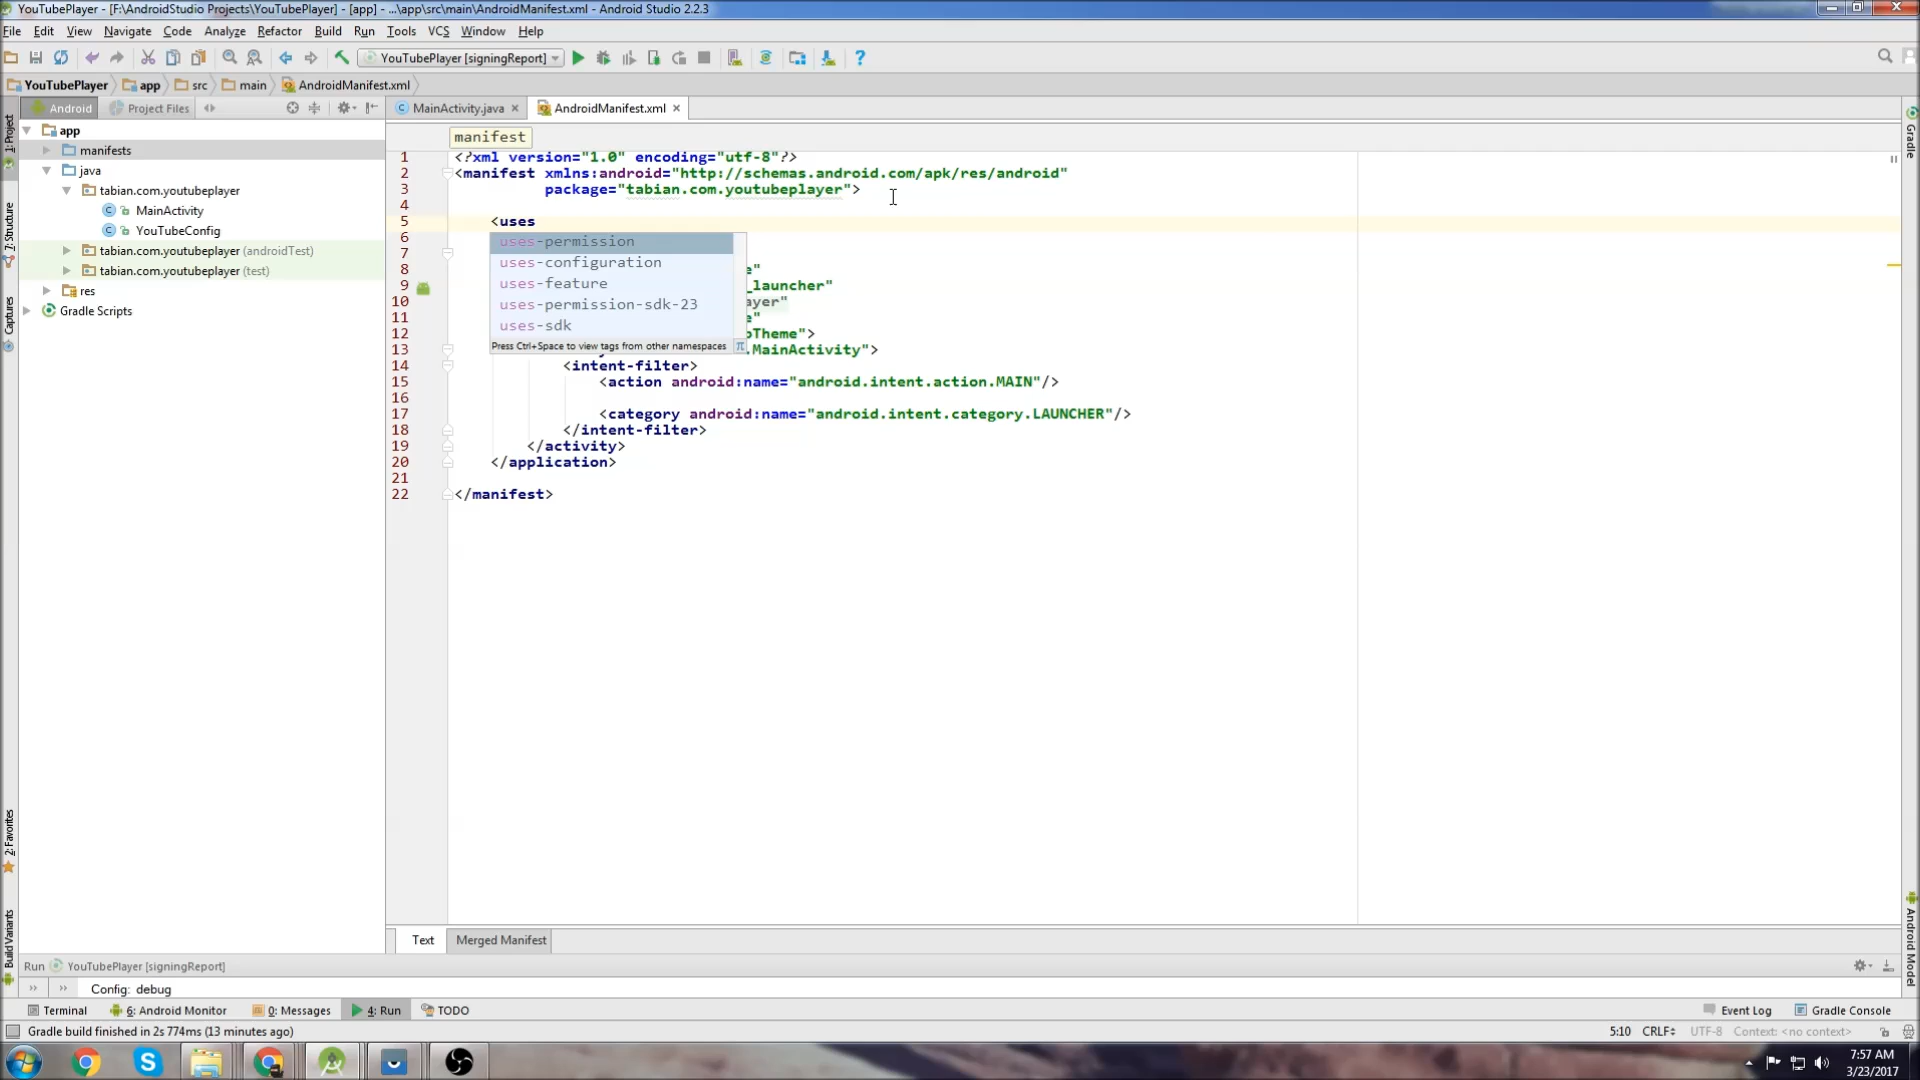 YouTubePlayer - [F:\AndroidStudio Projects\YouTubePlayer] - [app] - ...\app\src\main\AndroidManifest.xml - Android Studio 2.2.3
File Edit View Navigate Code Analyze Refactor Build Run Tools VCS Window Help
YouTubePlayer [signingReport]
YouTubePlayer app src main AndroidManifest.xml
Android Project Files MainActivity.java AndroidManifest.xml
1: Project
7: Structure
Captures
2: Favorites
Build Variants
Gradle
Android Model
app
manifests
java
tabian.com.youtubeplayer
MainActivity
YouTubeConfig
tabian.com.youtubeplayer (androidTest)
tabian.com.youtubeplayer (test)
res
Gradle Scripts
manifest
1 <?xml version="1.0" encoding="utf-8"?>
2 <manifest xmlns:android="http://schemas.android.com/apk/res/android"
3 package="tabian.com.youtubeplayer">
4
5 <uses
6 uses-permission
7 uses-configuration
8 e"
uses-feature
9 _launcher"
10 ayer"
uses-permission-sdk-23
11 e"
uses-sdk
12 pTheme">
Press Ctrl+Space to view tags from other namespaces π
13 .MainActivity">
14 <intent-filter>
15 <action android:name="android.intent.action.MAIN"/>
16
17 <category android:name="android.intent.category.LAUNCHER"/>
18 </intent-filter>
19 </activity>
20 </application>
21
22 </manifest>
Text Merged Manifest
Run YouTubePlayer [signingReport]
Config: debug
Terminal 6: Android Monitor 0: Messages 4: Run TODO Event Log Gradle Console
Gradle build finished in 2s 774ms (13 minutes ago) 5:10 CRLF UTF-8 Context: <no context>
7:57 AM
3/23/2017